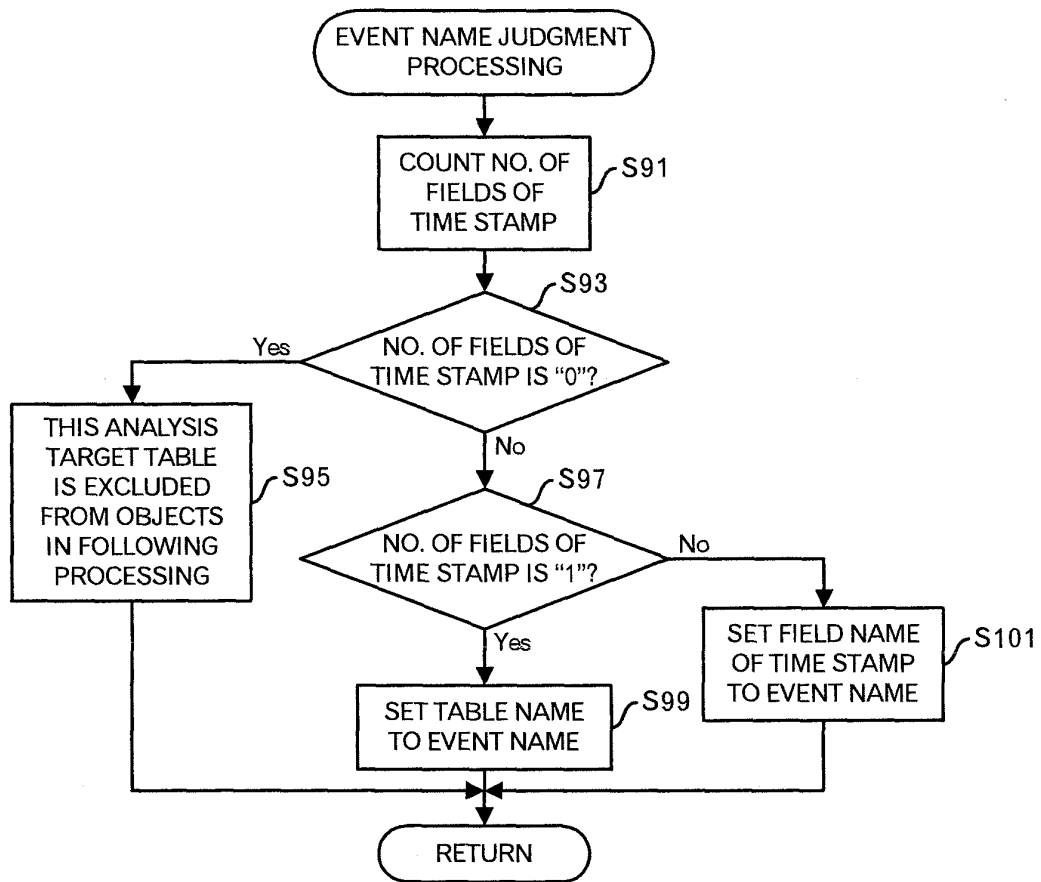 EVENT NAME JUDGMENT
PROCESSING
COUNT NO. OF
FIELDS OF
TIME STAMP
S91
S93
NO. OF FIELDS OF
TIME STAMP IS “0”?
Yes
No
THIS ANALYSIS
TARGET TABLE
IS EXCLUDED
FROM OBJECTS
IN FOLLOWING
PROCESSING
S95
S97
NO. OF FIELDS OF
TIME STAMP IS “1”?
No
Yes
SET FIELD NAME
OF TIME STAMP
TO EVENT NAME
S101
SET TABLE NAME
TO EVENT NAME
S99
RETURN